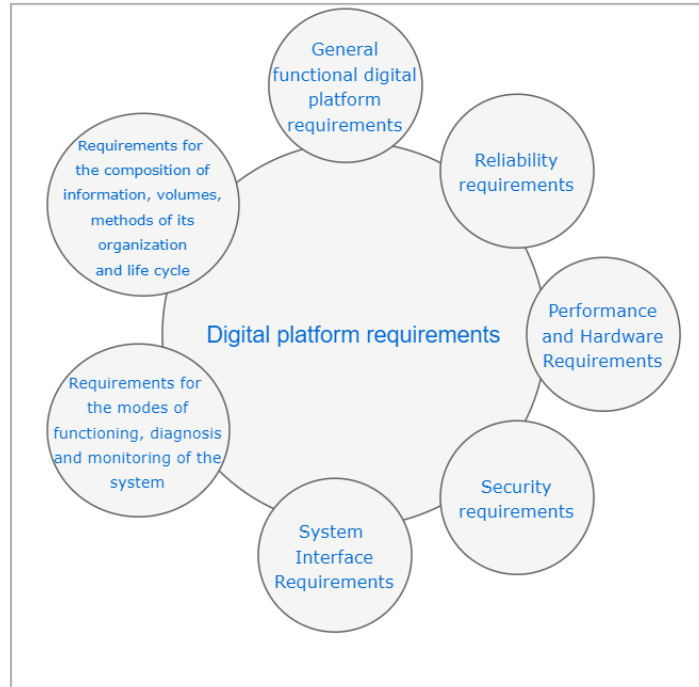 General
functional digital
platform
requirements
Reliability
requirements
Performance
and Hardware
Requirements
Security
requirements
System
Interface
Requirements
Requirements for
the modes of
functioning, diagnosis
and monitoring of the
system
Requirements for
the composition of
information, volumes,
methods of its
organization
and life cycle
Digital platform requirements